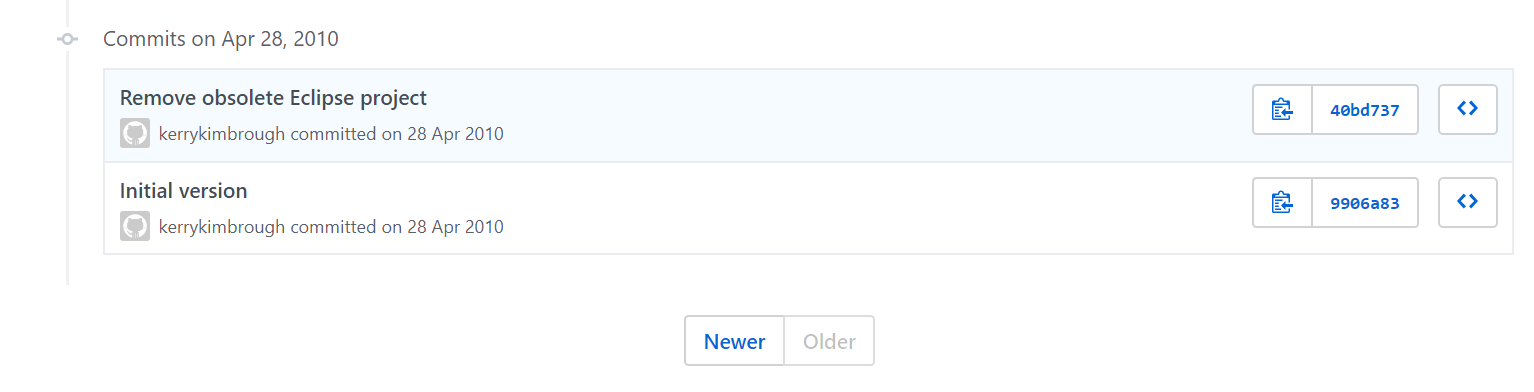 Commits on Apr 28, 2010
Remove obsolete Eclipse project
kerrykimbrough committed on 28 Apr 2010
40bd737
Initial version
kerrykimbrough committed on 28 Apr 2010
9906a83
Newer Older